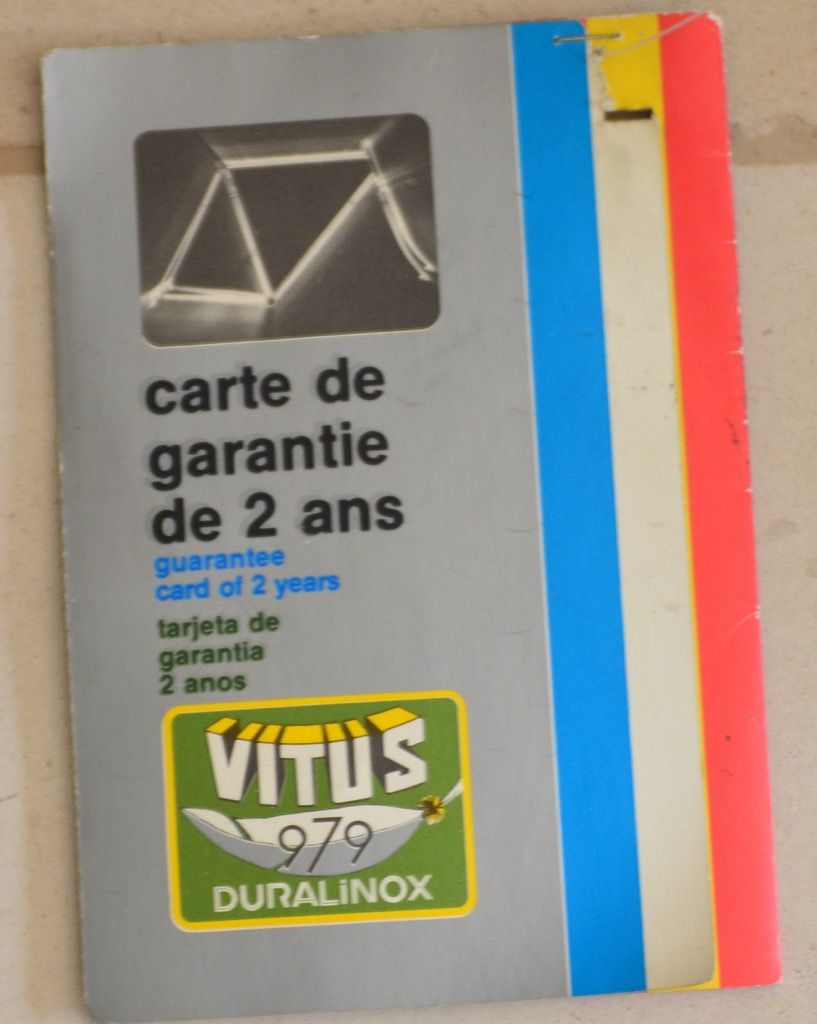 carte de
garantie
de 2 ans
guarantee
card of 2 years
tarjeta de
garantia
2 anos
VITUS
979
DURALiNOX